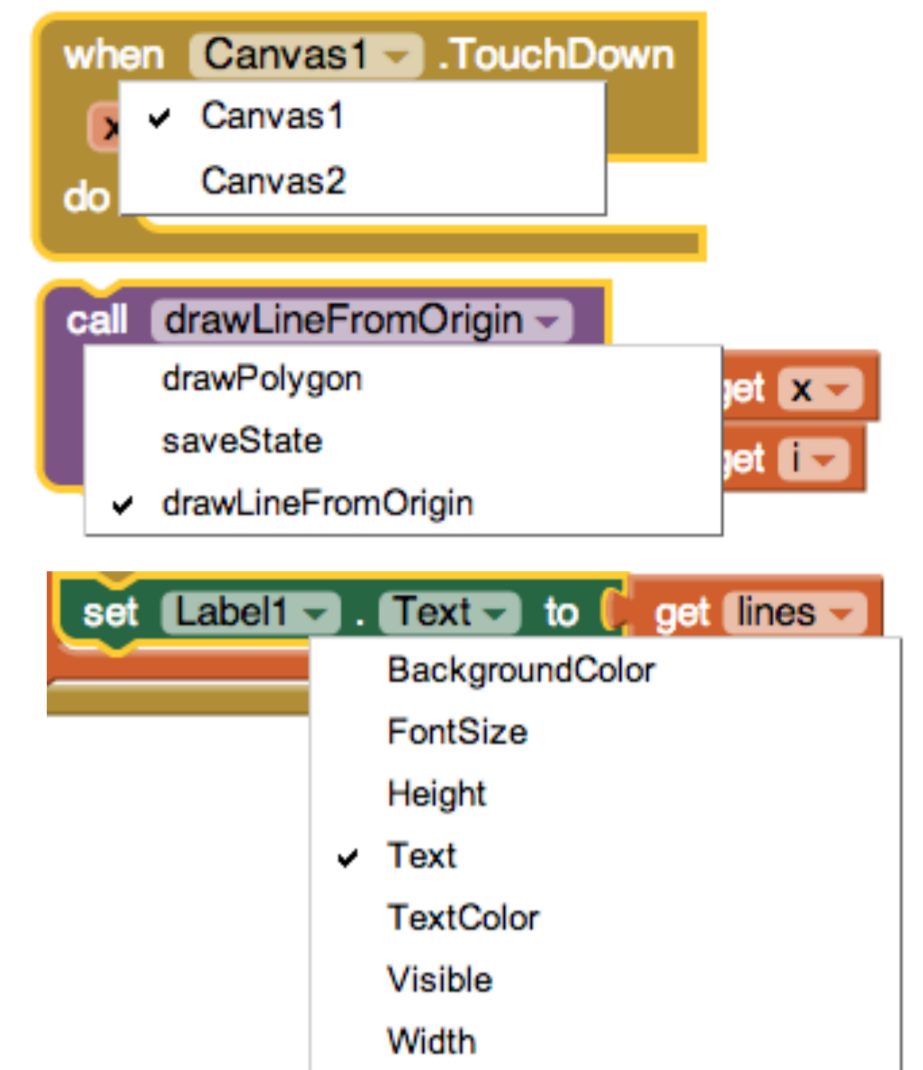 when Canvas1 .TouchDown
x
Canvas1
Canvas2
do
call drawLineFromOrigin
drawPolygon
get x
saveState
get i
drawLineFromOrigin
set Label1 . Text to get lines
BackgroundColor
FontSize
Height
Text
TextColor
Visible
Width